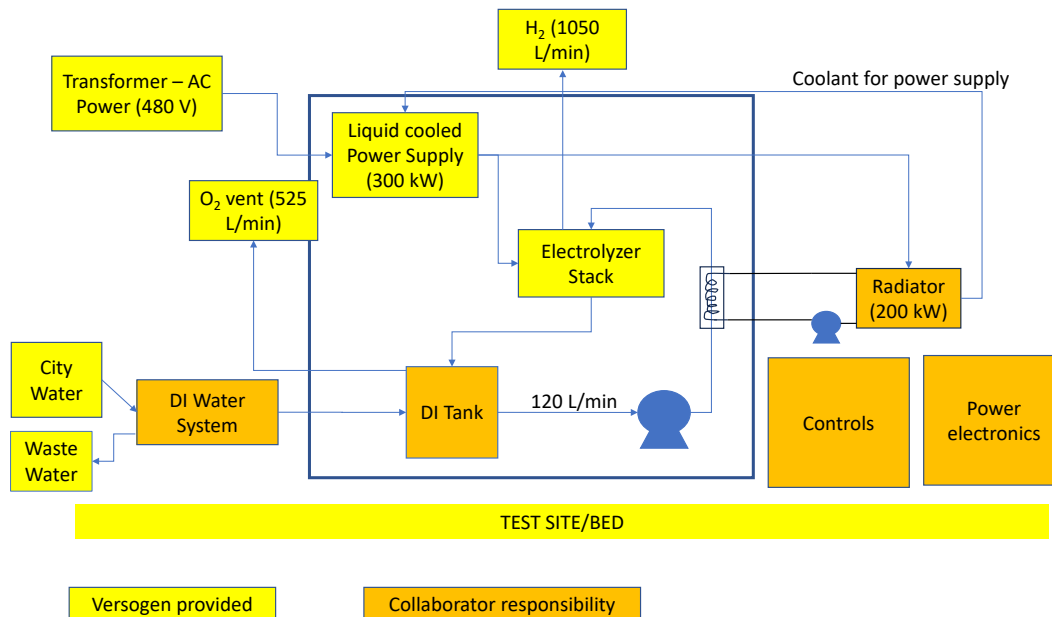 H₂ (1050
L/min)
Transformer – AC
Power (480 V)
Coolant for power supply
Liquid cooled
Power Supply
(300 kW)
O₂ vent (525
L/min)
Electrolyzer
Stack
Radiator
(200 kW)
City
Water
DI Water
System
DI Tank
120 L/min
Controls
Power
electronics
Waste
Water
TEST SITE/BED
Versogen provided
Collaborator responsibility